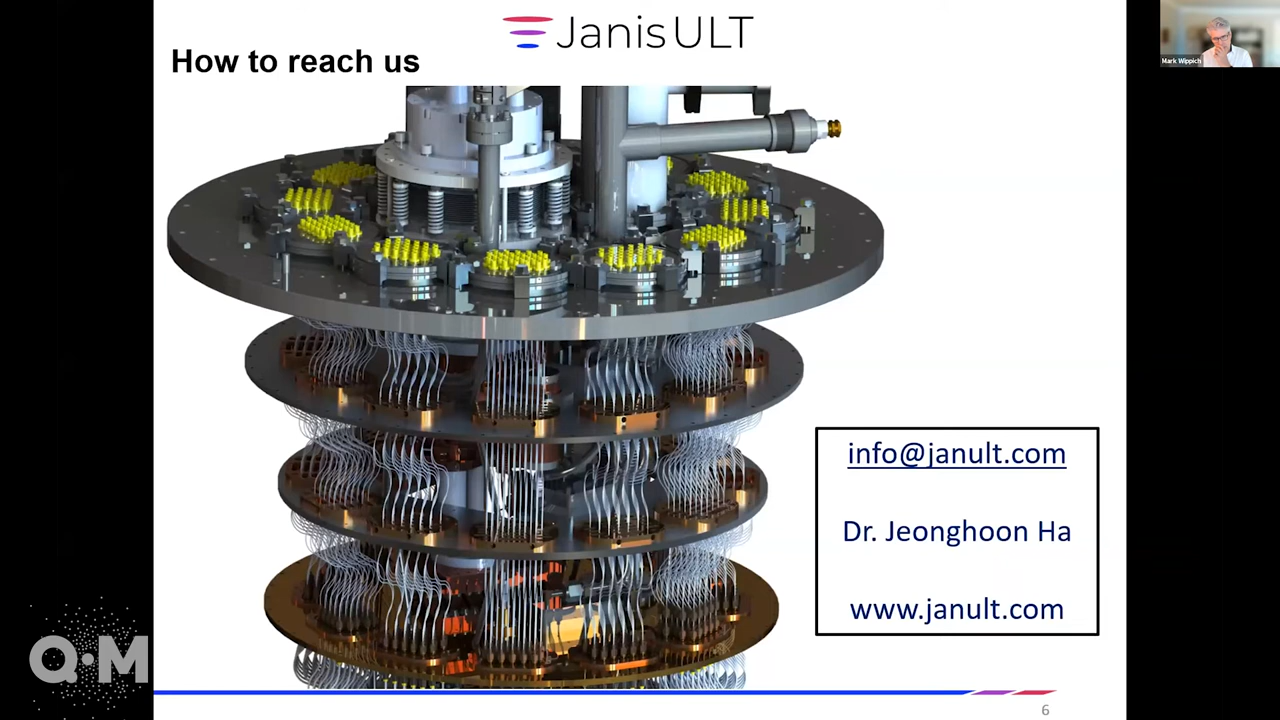 JanisULT
How to reach us
Mark Wippich
info@janult.com
Dr. Jeonghoon Ha
www.janult.com
Q·M
6